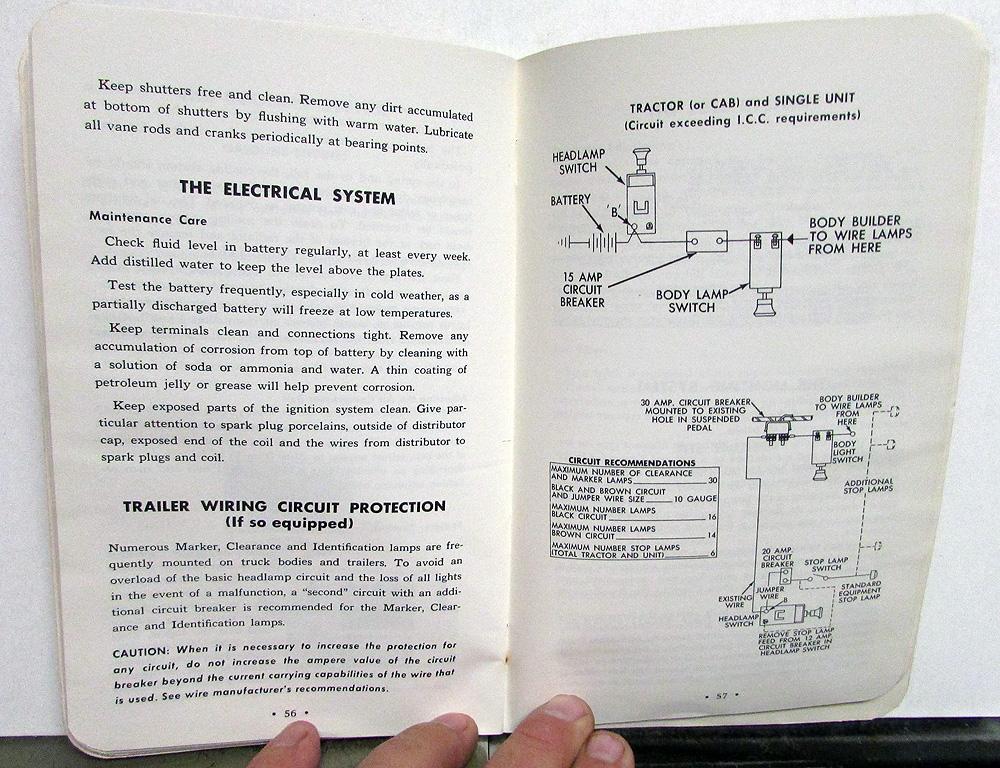 Keep shutters free and clean. Remove any dirt accumulated
at bottom of shutters by flushing with warm water. Lubricate
all vane rods and cranks periodically at bearing points.
THE ELECTRICAL SYSTEM
Maintenance Care
Check fluid level in battery regularly, at least every week.
Add distilled water to keep the level above the plates.
Test the battery frequently, especially in cold weather, as a
partially discharged battery will freeze at low temperatures.
Keep terminals clean and connections tight. Remove any
accumulation of corrosion from top of battery by cleaning with
a solution of soda or ammonia and water. A thin coating of
petroleum jelly or grease will help prevent corrosion.
Keep exposed parts of the ignition system clean. Give par-
ticular attention to spark plug porcelains, outside of distributor
cap, exposed end of the coil and the wires from distributor to
spark plugs and coil.
TRAILER WIRING CIRCUIT PROTECTION
(If so equipped)
Numerous Marker, Clearance and Identification lamps are fre-
quently mounted on truck bodies and trailers. To avoid an
overload of the basic headlamp circuit and the loss of all lights
in the event of a malfunction, a "second" circuit with an addi-
tional circuit breaker is recommended for the Marker, Clear-
ance and Identification lamps.
CAUTION: When it is necessary to increase the protection for
any circuit, do not increase the ampere value of the circuit
breaker beyond the current carrying capabilities of the wire that
is used. See wire manufacturer's recommendations.
• 56 •
TRACTOR (or CAB) and SINGLE UNIT
(Circuit exceeding I.C.C. requirements)
HEADLAMP
SWITCH
BATTERY
'B'
15 AMP
CIRCUIT
BREAKER
BODY LAMP
SWITCH
BODY BUILDER
TO WIRE LAMPS
FROM HERE
30 AMP. CIRCUIT BREAKER
MOUNTED TO EXISTING
HOLE IN SUSPENDED
PEDAL
BODY BUILDER
TO WIRE LAMPS
FROM
HERE
BODY
LIGHT
SWITCH
ADDITIONAL
STOP LAMPS
CIRCUIT RECOMMENDATIONS
MAXIMUM NUMBER OF CLEARANCE
AND MARKER LAMPS 30
BLACK AND BROWN CIRCUIT
AND JUMPER WIRE SIZE 10 GAUGE
MAXIMUM NUMBER LAMPS
BLACK CIRCUIT 16
MAXIMUM NUMBER LAMPS
BROWN CIRCUIT 14
MAXIMUM NUMBER STOP LAMPS
(TOTAL TRACTOR AND UNIT) 6
20 AMP.
CIRCUIT
BREAKER
STOP LAMP
SWITCH
STANDARD
EQUIPMENT
STOP LAMP
JUMPER
WIRE
B
EXISTING
WIRE
HEADLAMP
SWITCH
REMOVE STOP LAMP
FEED FROM 12 AMP.
CIRCUIT BREAKER IN
HEADLAMP SWITCH
• 57 •